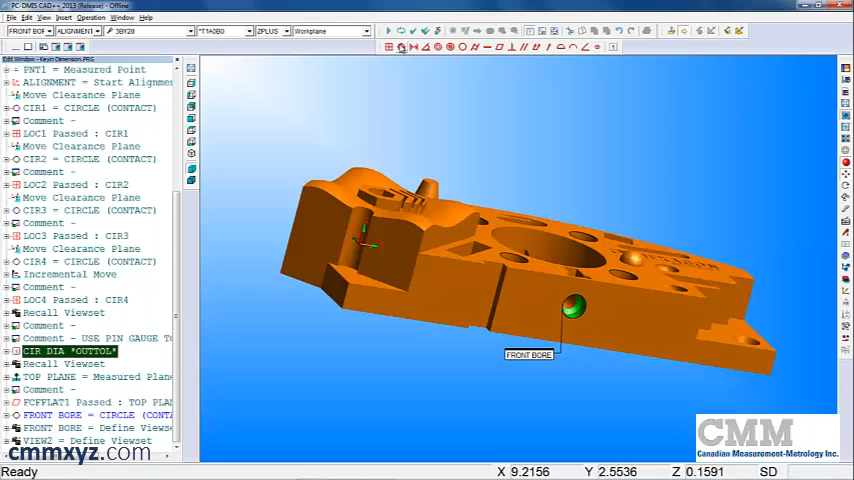 PC-DMIS CAD++ 2013 (Release) - Offline
File Edit View Insert Operation Window Help
FRONT BOR ALIGNMENT 3BY20 *T1A0B0 ZPLUS Workplane
Edit Window - Keyin Dimension.PRG
PNT1 = Measured Point
ALIGNMENT = Start Alignmen
Move Clearance Plane
CIR1 = CIRCLE (CONTACT)
Comment -
LOC1 Passed : CIR1
Move Clearance Plane
CIR2 = CIRCLE (CONTACT)
Comment -
LOC2 Passed : CIR2
Move Clearance Plane
CIR3 = CIRCLE (CONTACT)
Comment -
LOC3 Passed : CIR3
Move Clearance Plane
CIR4 = CIRCLE (CONTACT)
Incremental Move
Comment -
LOC4 Passed : CIR4
Recall Viewset
Comment - USE PIN GAUGE TO
CIR DIA *OUTTOL*
Recall Viewset
TOP PLANE = Measured Plane
Comment -
FCFFLAT1 Passed : TOP PLAN
FRONT BORE = CIRCLE (CONTA
FRONT BORE = Define Viewse
VIEW2 = Define Viewset
FRONT BORE
cmmxyz.com
CMM
Canadian Measurement-Metrology Inc.
Ready X 9.2156 Y 2.5536 Z 0.1591 SD